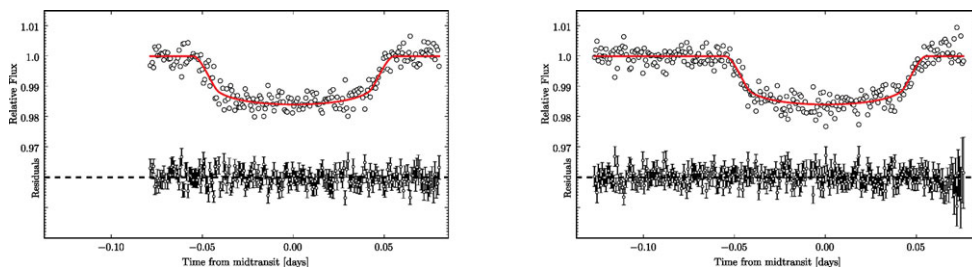 1.01
1.0
0.99
0.98
0.97
Relative Flux
Residuals
−0.10 −0.05 0.00 0.05
Time from midtransit [days]
1.01
1.0
0.99
0.98
0.97
Relative Flux
Residuals
−0.10 −0.05 0.00 0.05
Time from midtransit [days]